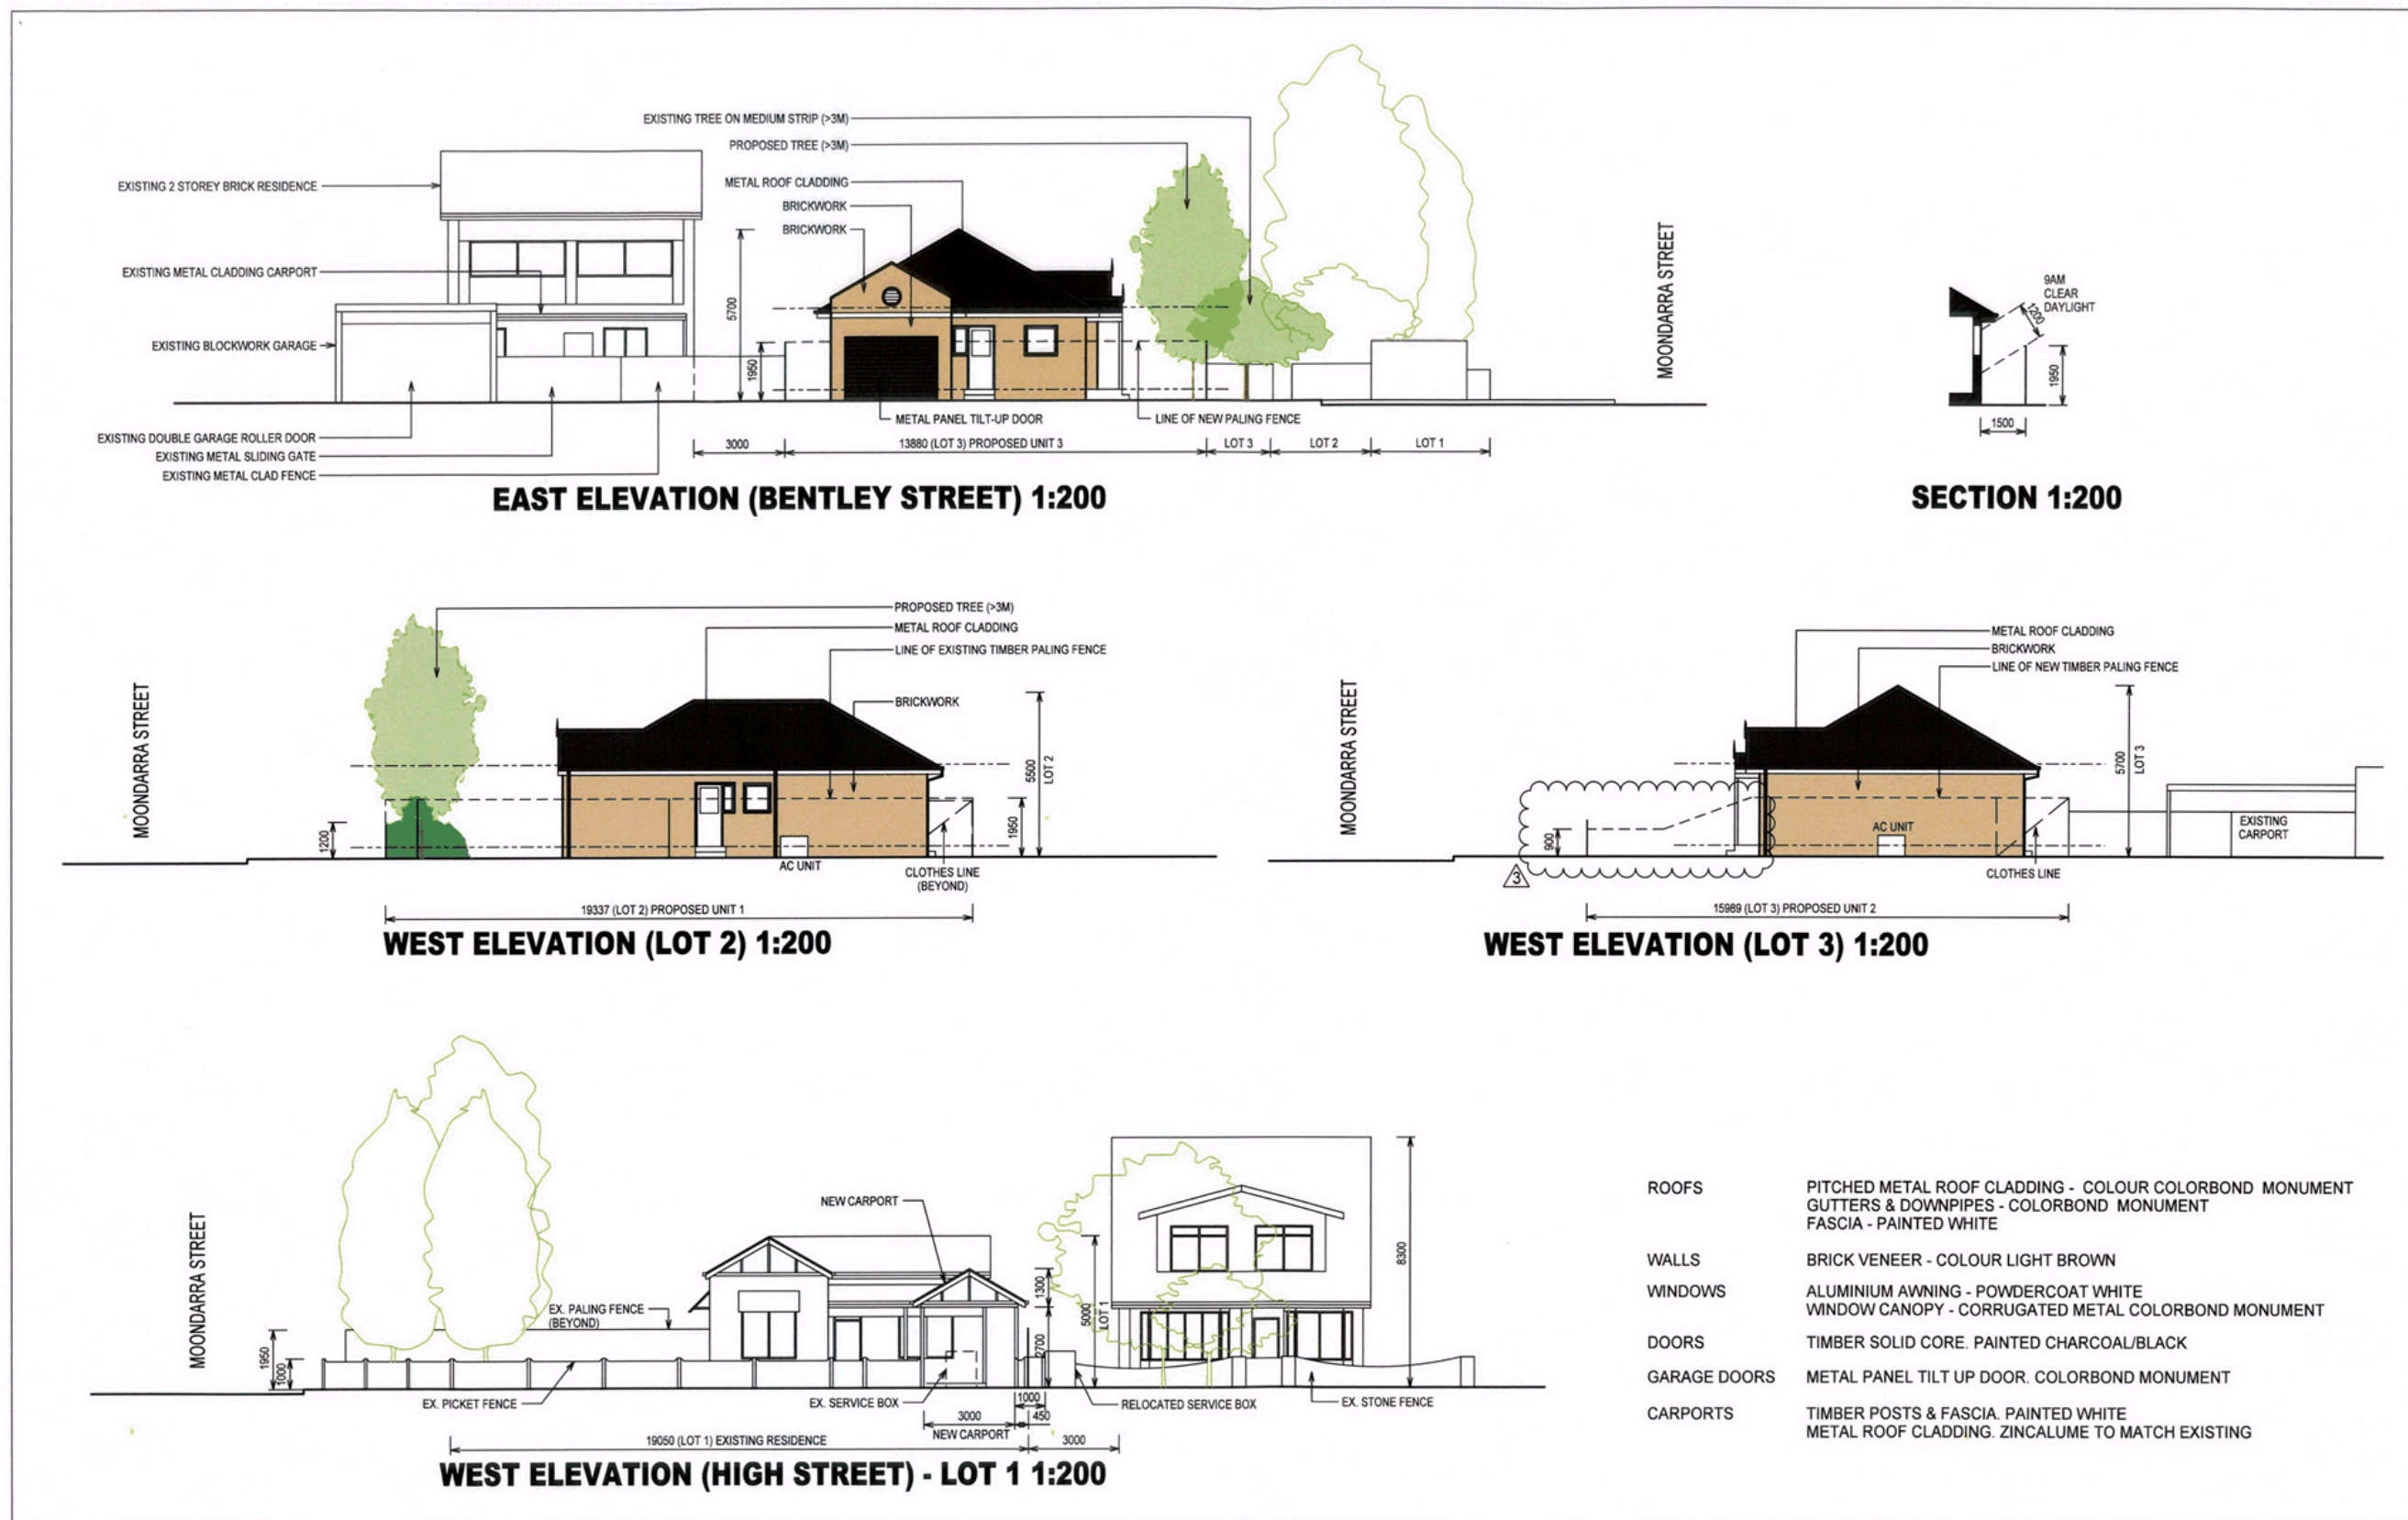 EXISTING TREE ON MEDIUM STRIP (>3M)
PROPOSED TREE (>3M)
METAL ROOF CLADDING
BRICKWORK
BRICKWORK
EXISTING 2 STOREY BRICK RESIDENCE
EXISTING METAL CLADDING CARPORT
EXISTING BLOCKWORK GARAGE
5700
1950
METAL PANEL TILT-UP DOOR
LINE OF NEW PALING FENCE
EXISTING DOUBLE GARAGE ROLLER DOOR
EXISTING METAL SLIDING GATE
EXISTING METAL CLAD FENCE
3000
13880 (LOT 3) PROPOSED UNIT 3
LOT 3
LOT 2
LOT 1
MOONDARRA STREET
EAST ELEVATION (BENTLEY STREET) 1:200
9AM
CLEAR
DAYLIGHT
1200
1950
1500
SECTION 1:200
MOONDARRA STREET
PROPOSED TREE (>3M)
METAL ROOF CLADDING
LINE OF EXISTING TIMBER PALING FENCE
BRICKWORK
5500
LOT 2
1200
1950
AC UNIT
CLOTHES LINE
(BEYOND)
19337 (LOT 2) PROPOSED UNIT 1
WEST ELEVATION (LOT 2) 1:200
MOONDARRA STREET
METAL ROOF CLADDING
BRICKWORK
LINE OF NEW TIMBER PALING FENCE
5700
LOT 3
900
AC UNIT
EXISTING
CARPORT
3
CLOTHES LINE
15989 (LOT 3) PROPOSED UNIT 2
WEST ELEVATION (LOT 3) 1:200
MOONDARRA STREET
NEW CARPORT
EX. PALING FENCE
(BEYOND)
1950
1000
1300
2700
5000
LOT 1
8300
EX. PICKET FENCE
EX. SERVICE BOX
1000
RELOCATED SERVICE BOX
EX. STONE FENCE
3000
450
NEW CARPORT
19050 (LOT 1) EXISTING RESIDENCE
3000
WEST ELEVATION (HIGH STREET) - LOT 1 1:200
ROOFS
PITCHED METAL ROOF CLADDING - COLOUR COLORBOND MONUMENT
GUTTERS & DOWNPIPES - COLORBOND MONUMENT
FASCIA - PAINTED WHITE
WALLS
BRICK VENEER - COLOUR LIGHT BROWN
WINDOWS
ALUMINIUM AWNING - POWDERCOAT WHITE
WINDOW CANOPY - CORRUGATED METAL COLORBOND MONUMENT
DOORS
TIMBER SOLID CORE. PAINTED CHARCOAL/BLACK
GARAGE DOORS
METAL PANEL TILT UP DOOR. COLORBOND MONUMENT
CARPORTS
TIMBER POSTS & FASCIA. PAINTED WHITE
METAL ROOF CLADDING. ZINCALUME TO MATCH EXISTING